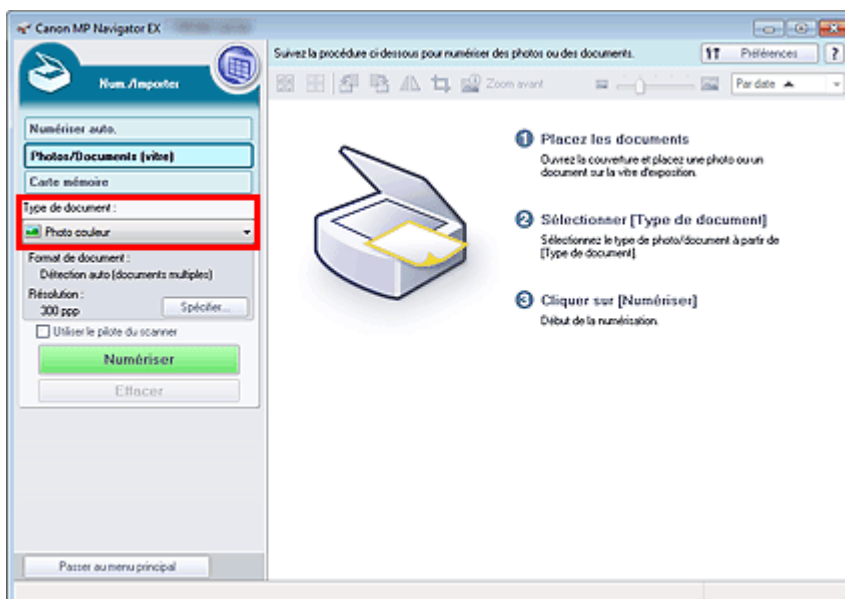 Canon MP Navigator EX
Num./Importer
Numériser auto.
Photos/Documents (vitre)
Carte mémoire
Type de document :
Photo couleur
Format de document :
Détection auto (documents multiples)
Résolution :
300 ppp
Spécifier...
Utiliser le pilote du scanner
Numériser
Effacer
Passer au menu principal
Suivez la procédure ci-dessous pour numériser des photos ou des documents.
Préférences
?
Zoom avant
Par date
1 Placez les documents
Ouvrez la couverture et placez une photo ou un
document sur la vitre d'exposition.
2 Sélectionner [Type de document]
Sélectionnez le type de photo/document à partir de
[Type de document].
3 Cliquer sur [Numériser]
Début de la numérisation.